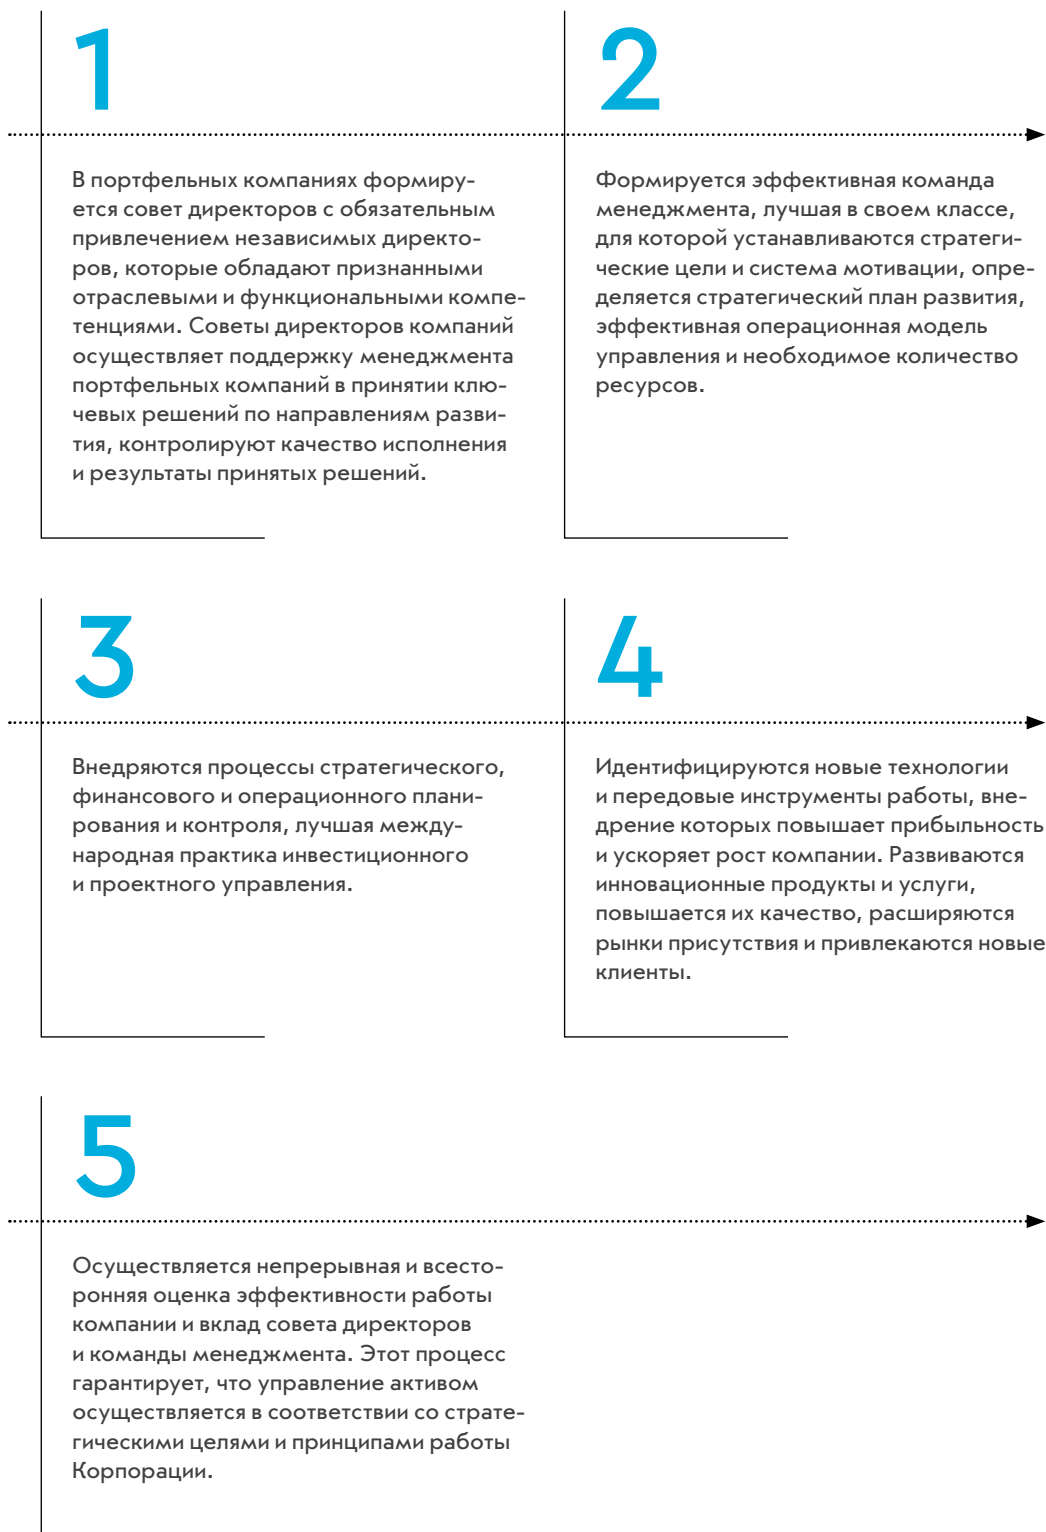 1
В портфельных компаниях формиру-
ется совет директоров с обязательным
привлечением независимых директо-
ров, которые обладают признанными
отраслевыми и функциональными компе-
тенциями. Советы директоров компаний
осуществляет поддержку менеджмента
портфельных компаний в принятии клю-
чевых решений по направлениям разви-
тия, контролируют качество исполнения
и результаты принятых решений.
2
Формируется эффективная команда
менеджмента, лучшая в своем классе,
для которой устанавливаются стратеги-
ческие цели и система мотивации, опре-
деляется стратегический план развития,
эффективная операционная модель
управления и необходимое количество
ресурсов.
3
Внедряются процессы стратегического,
финансового и операционного плани-
рования и контроля, лучшая между-
народная практика инвестиционного
и проектного управления.
4
Идентифицируются новые технологии
и передовые инструменты работы, вне-
дрение которых повышает прибыльность
и ускоряет рост компании. Развиваются
инновационные продукты и услуги,
повышается их качество, расширяются
рынки присутствия и привлекаются новые
клиенты.
5
Осуществляется непрерывная и всесто-
ронняя оценка эффективности работы
компании и вклад совета директоров
и команды менеджмента. Этот процесс
гарантирует, что управление активом
осуществляется в соответствии со страте-
гическими целями и принципами работы
Корпорации.